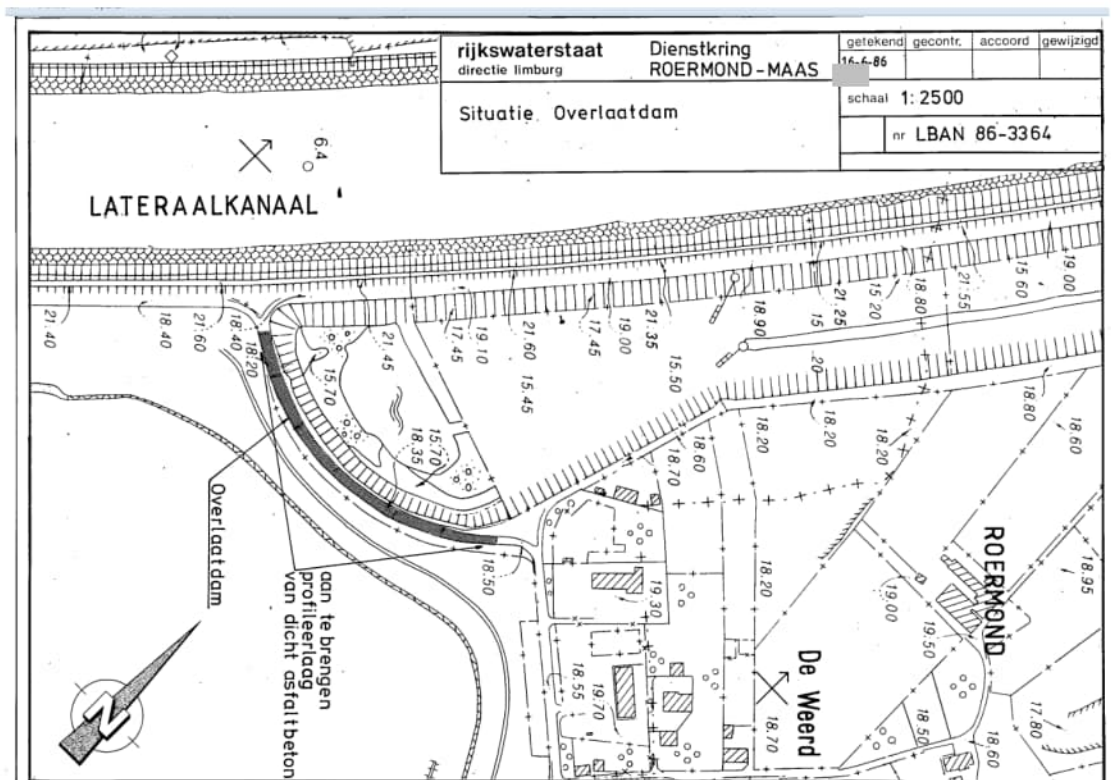 rijkswaterstaat
directie limburg
Dienstkring
ROERMOND-MAAS
getekend gecontr. accoord gewijzigd
16-6-86
Situatie Overlaatdam
schaal 1:2500
nr LBAN 86-3364
6.4
LATERAALKANAAL
21.40
18.40
21.60
18.40
18.20
15.70
21.45
17.45
19.10
21.60
15.45
17.45
19.00
21.35
15.50
18.90
15 20
21.25
15 20
18.80
21.55
15.60
19.00
15.70
18.35
18.70
18.60
18.20
18.20
18.20
18.80
18.60
Overlaatdam
aan te brengen
profileerlaag
van dicht asfaltbeton
18.50
19.30
18.20
19.00
19.50
ROERMOND
18.95
De Weerd
18.55
19.70
18.70
18.50
18.60
17.80
N